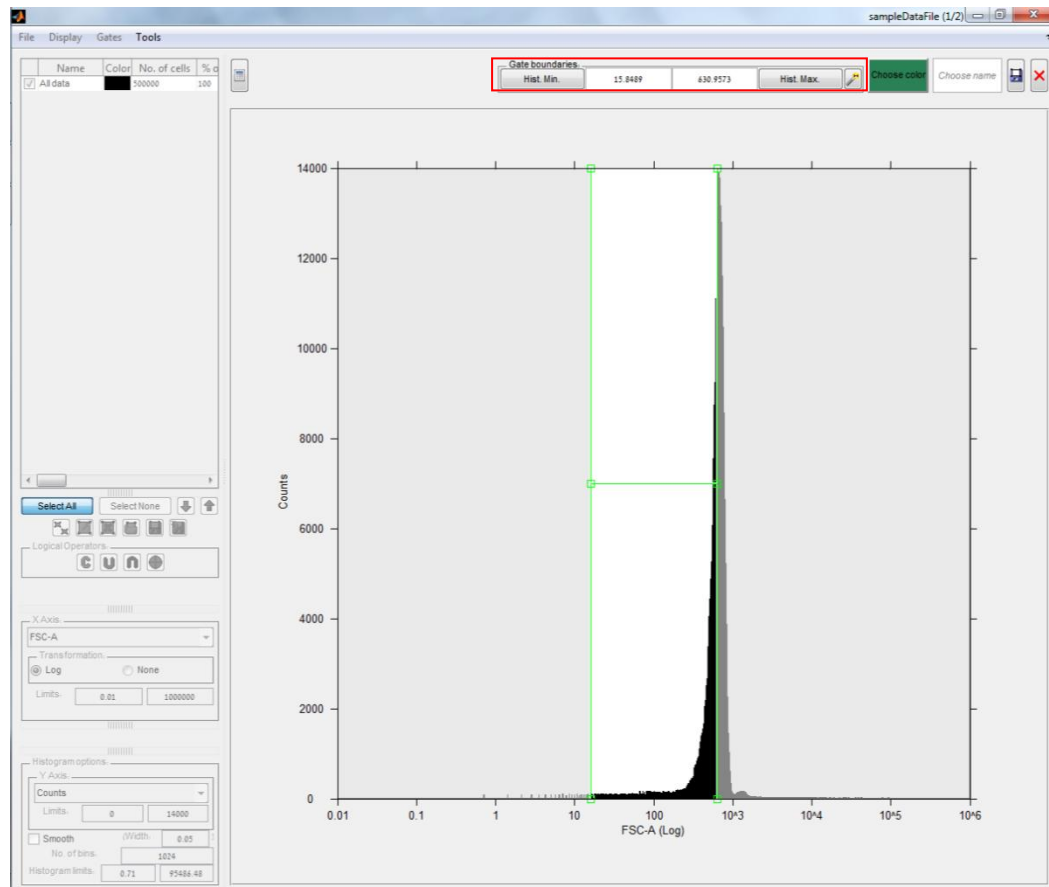 sampleDataFile (1/2)
File Display Gates Tools
Name Color No. of cells % o
All data 500000 100
Gate boundaries
Hist. Min. 15.8489 630.9573 Hist. Max.
Choose color
Choose name
14000
12000
10000
8000
6000
4000
2000
0
Counts
0.01 0.1 1 10 100 10^3 10^4 10^5 10^6
FSC-A (Log)
Select All Select None
Logical Operators
C U n
X Axis
FSC-A
Transformation
Log None
Limits 0.01 1000000
Histogram options
Y Axis
Counts
Limits 0 14000
Smooth (Width 0.05
No. of bins 1024
Histogram limits 0.71 95486.48